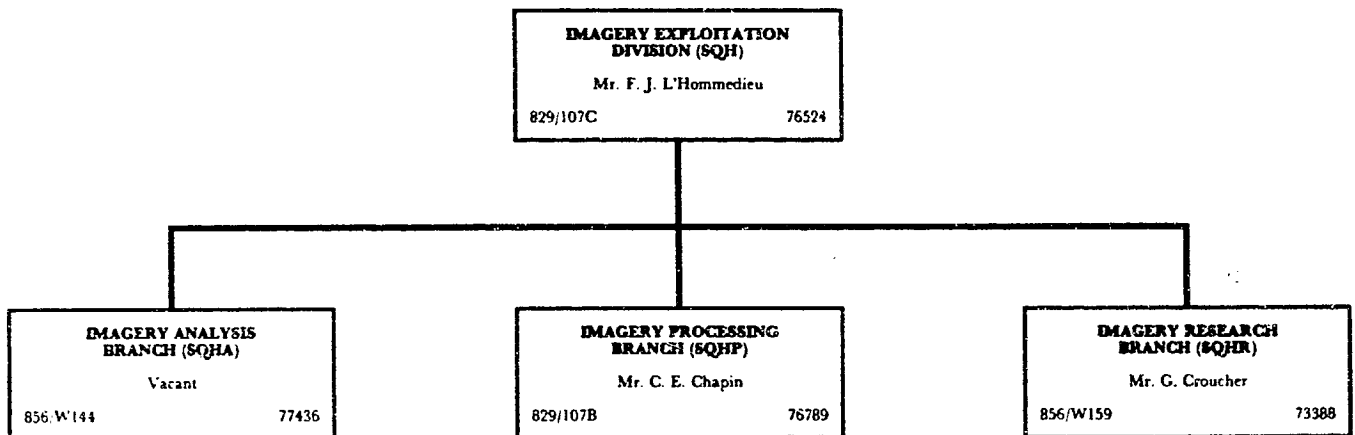 IMAGERY EXPLOITATION
DIVISION (SQH)
Mr. F. J. L'Hommedieu
829/107C 76524
IMAGERY ANALYSIS
BRANCH (SQHA)
Vacant
856/W144 77436
IMAGERY PROCESSING
BRANCH (SQHP)
Mr. C. E. Chapin
829/107B 76789
IMAGERY RESEARCH
BRANCH (SQHR)
Mr. G. Croucher
856/W159 73388